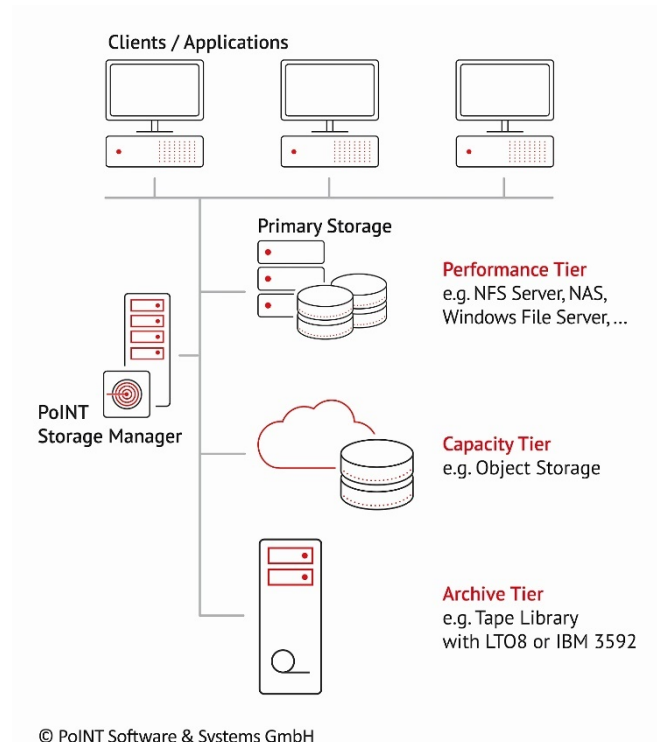 Clients / Applications
Primary Storage
Performance Tier
e.g. NFS Server, NAS,
Windows File Server, ...
PoINT
Storage Manager
Capacity Tier
e.g. Object Storage
Archive Tier
e.g. Tape Library
with LTO8 or IBM 3592
© PoINT Software & Systems GmbH